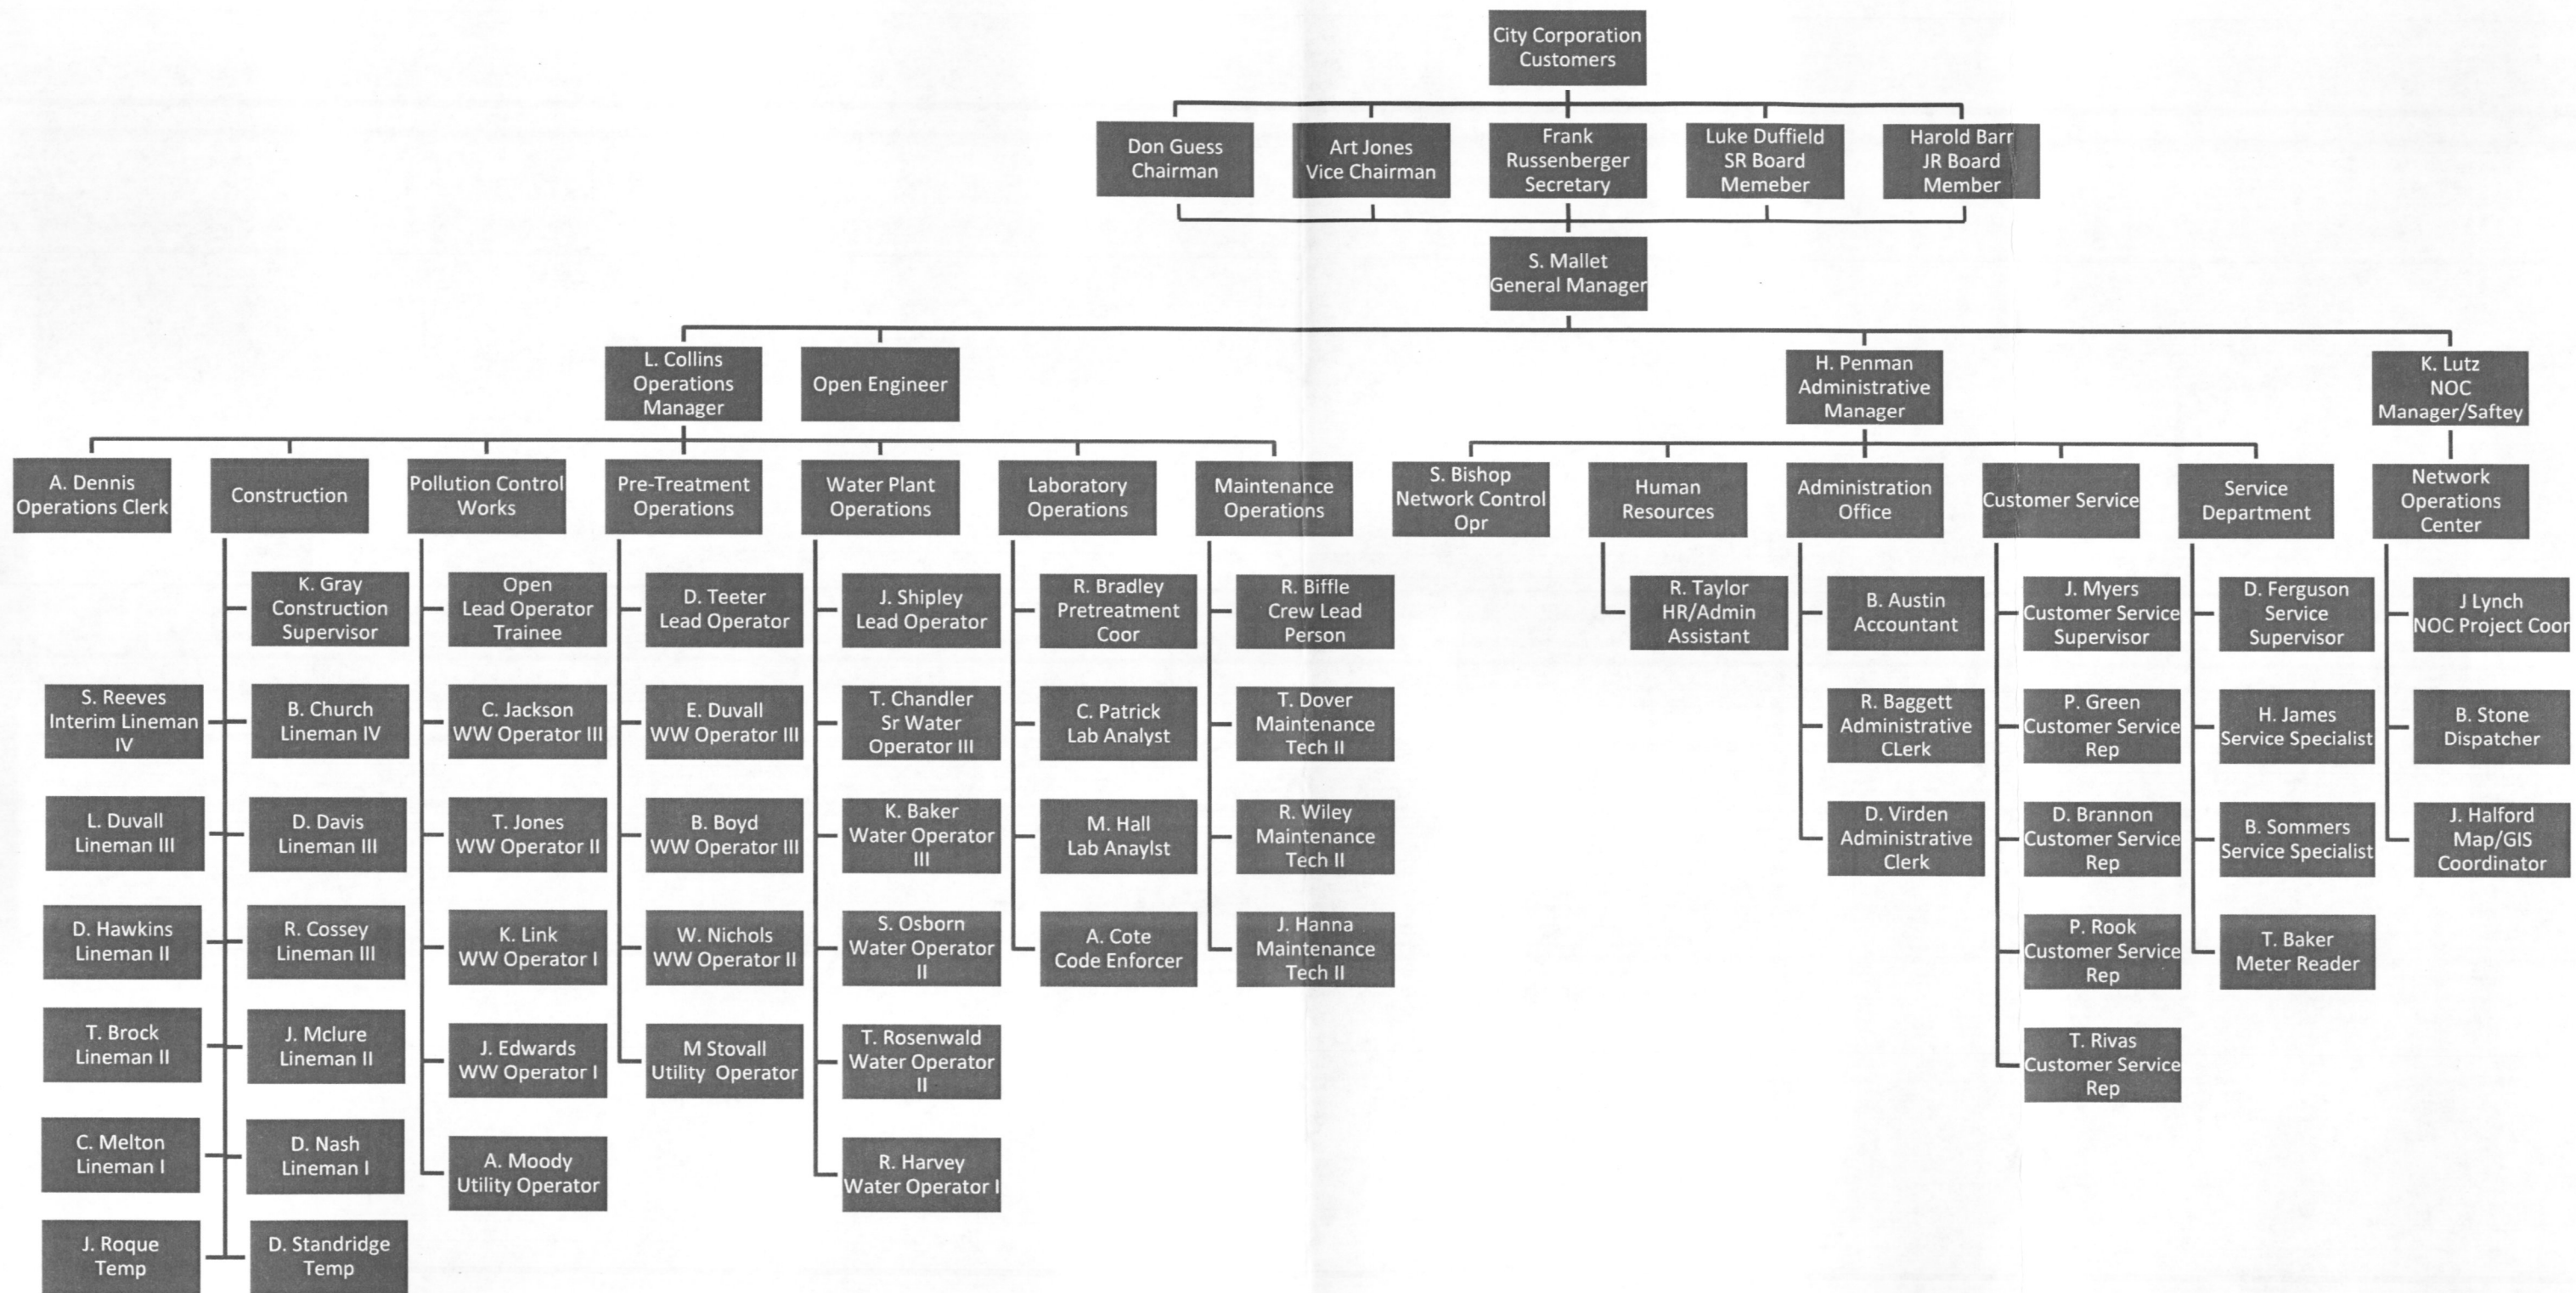 City Corporation
Customers
Don Guess
Chairman
Art Jones
Vice Chairman
Frank
Russenberger
Secretary
Luke Duffield
SR Board
Memeber
Harold Barr
JR Board
Member
S. Mallet
General Manager
L. Collins
Operations
Manager
Open Engineer
H. Penman
Administrative
Manager
K. Lutz
NOC
Manager/Saftey
A. Dennis
Operations Clerk
Construction
Pollution Control
Works
Pre-Treatment
Operations
Water Plant
Operations
Laboratory
Operations
Maintenance
Operations
S. Bishop
Network Control
Opr
Human
Resources
Administration
Office
Customer Service
Service
Department
Network
Operations
Center
K. Gray
Construction
Supervisor
S. Reeves
Interim Lineman
IV
B. Church
Lineman IV
L. Duvall
Lineman III
D. Davis
Lineman III
D. Hawkins
Lineman II
R. Cossey
Lineman III
T. Brock
Lineman II
J. Mclure
Lineman II
C. Melton
Lineman I
D. Nash
Lineman I
J. Roque
Temp
D. Standridge
Temp
Open
Lead Operator
Trainee
C. Jackson
WW Operator III
T. Jones
WW Operator II
K. Link
WW Operator I
J. Edwards
WW Operator I
A. Moody
Utility Operator
D. Teeter
Lead Operator
E. Duvall
WW Operator III
B. Boyd
WW Operator III
W. Nichols
WW Operator II
M Stovall
Utility Operator
J. Shipley
Lead Operator
T. Chandler
Sr Water
Operator III
K. Baker
Water Operator
III
S. Osborn
Water Operator
II
T. Rosenwald
Water Operator
II
R. Harvey
Water Operator I
R. Bradley
Pretreatment
Coor
C. Patrick
Lab Analyst
M. Hall
Lab Anaylst
A. Cote
Code Enforcer
R. Biffle
Crew Lead
Person
T. Dover
Maintenance
Tech II
R. Wiley
Maintenance
Tech II
J. Hanna
Maintenance
Tech II
R. Taylor
HR/Admin
Assistant
B. Austin
Accountant
R. Baggett
Administrative
CLerk
D. Virden
Administrative
Clerk
J. Myers
Customer Service
Supervisor
P. Green
Customer Service
Rep
D. Brannon
Customer Service
Rep
P. Rook
Customer Service
Rep
T. Rivas
Customer Service
Rep
D. Ferguson
Service
Supervisor
H. James
Service Specialist
B. Sommers
Service Specialist
T. Baker
Meter Reader
J Lynch
NOC Project Coor
B. Stone
Dispatcher
J. Halford
Map/GIS
Coordinator